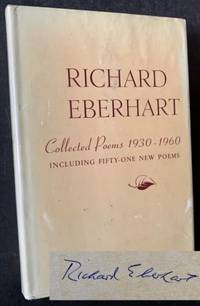 RICHARD
EBERHART
Collected Poems 1930-1960
INCLUDING FIFTY-ONE NEW POEMS
Richard Eberhart